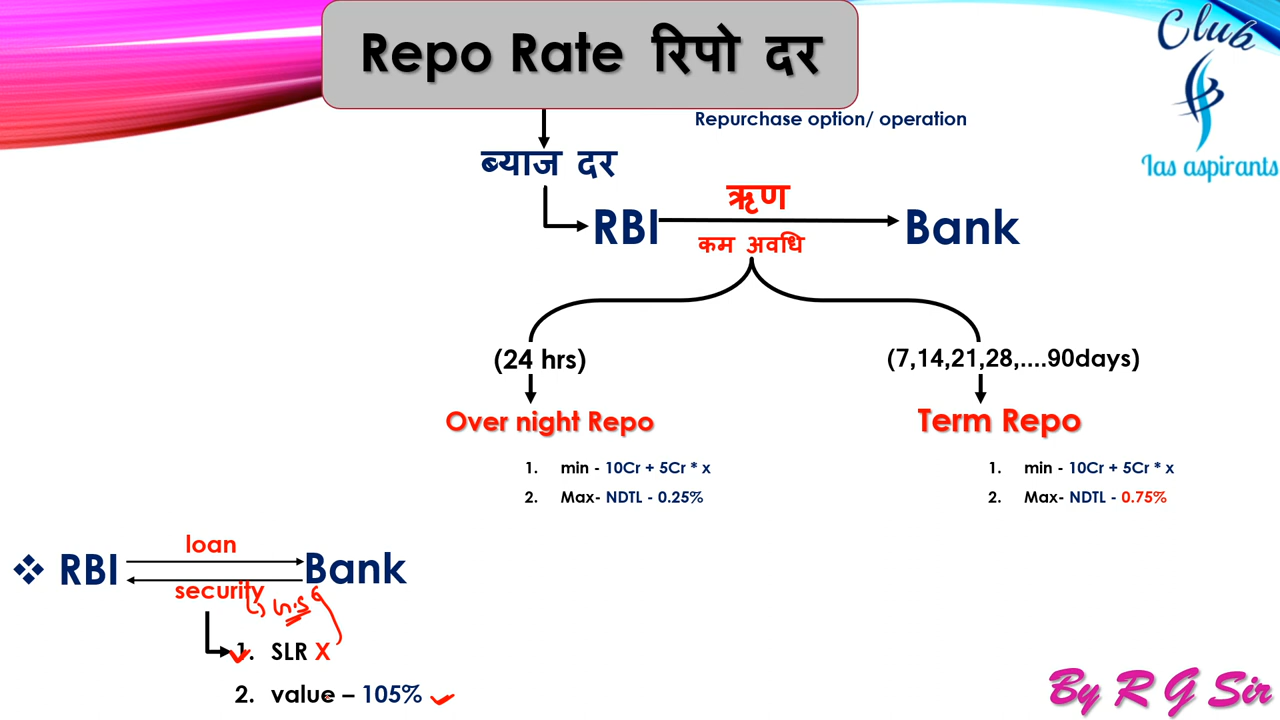 Repo Rate रिपो दर
Club
Ias aspirants
Repurchase option/ operation
ब्याज दर
RBI ऋण Bank
कम अवधि
(24 hrs)
(7,14,21,28,....90days)
Over night Repo
Term Repo
1. min - 10Cr + 5Cr * x
2. Max- NDTL - 0.25%
1. min - 10Cr + 5Cr * x
2. Max- NDTL - 0.75%
loan
❖ RBI Bank
security
1. SLR X
2. value – 105%
By R G Sir